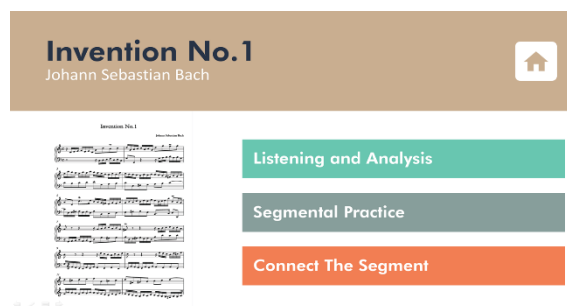 Invention No.1
Johann Sebastian Bach
Invention No.1
Johann Sebastian Bach
Listening and Analysis
Segmental Practice
Connect The Segment